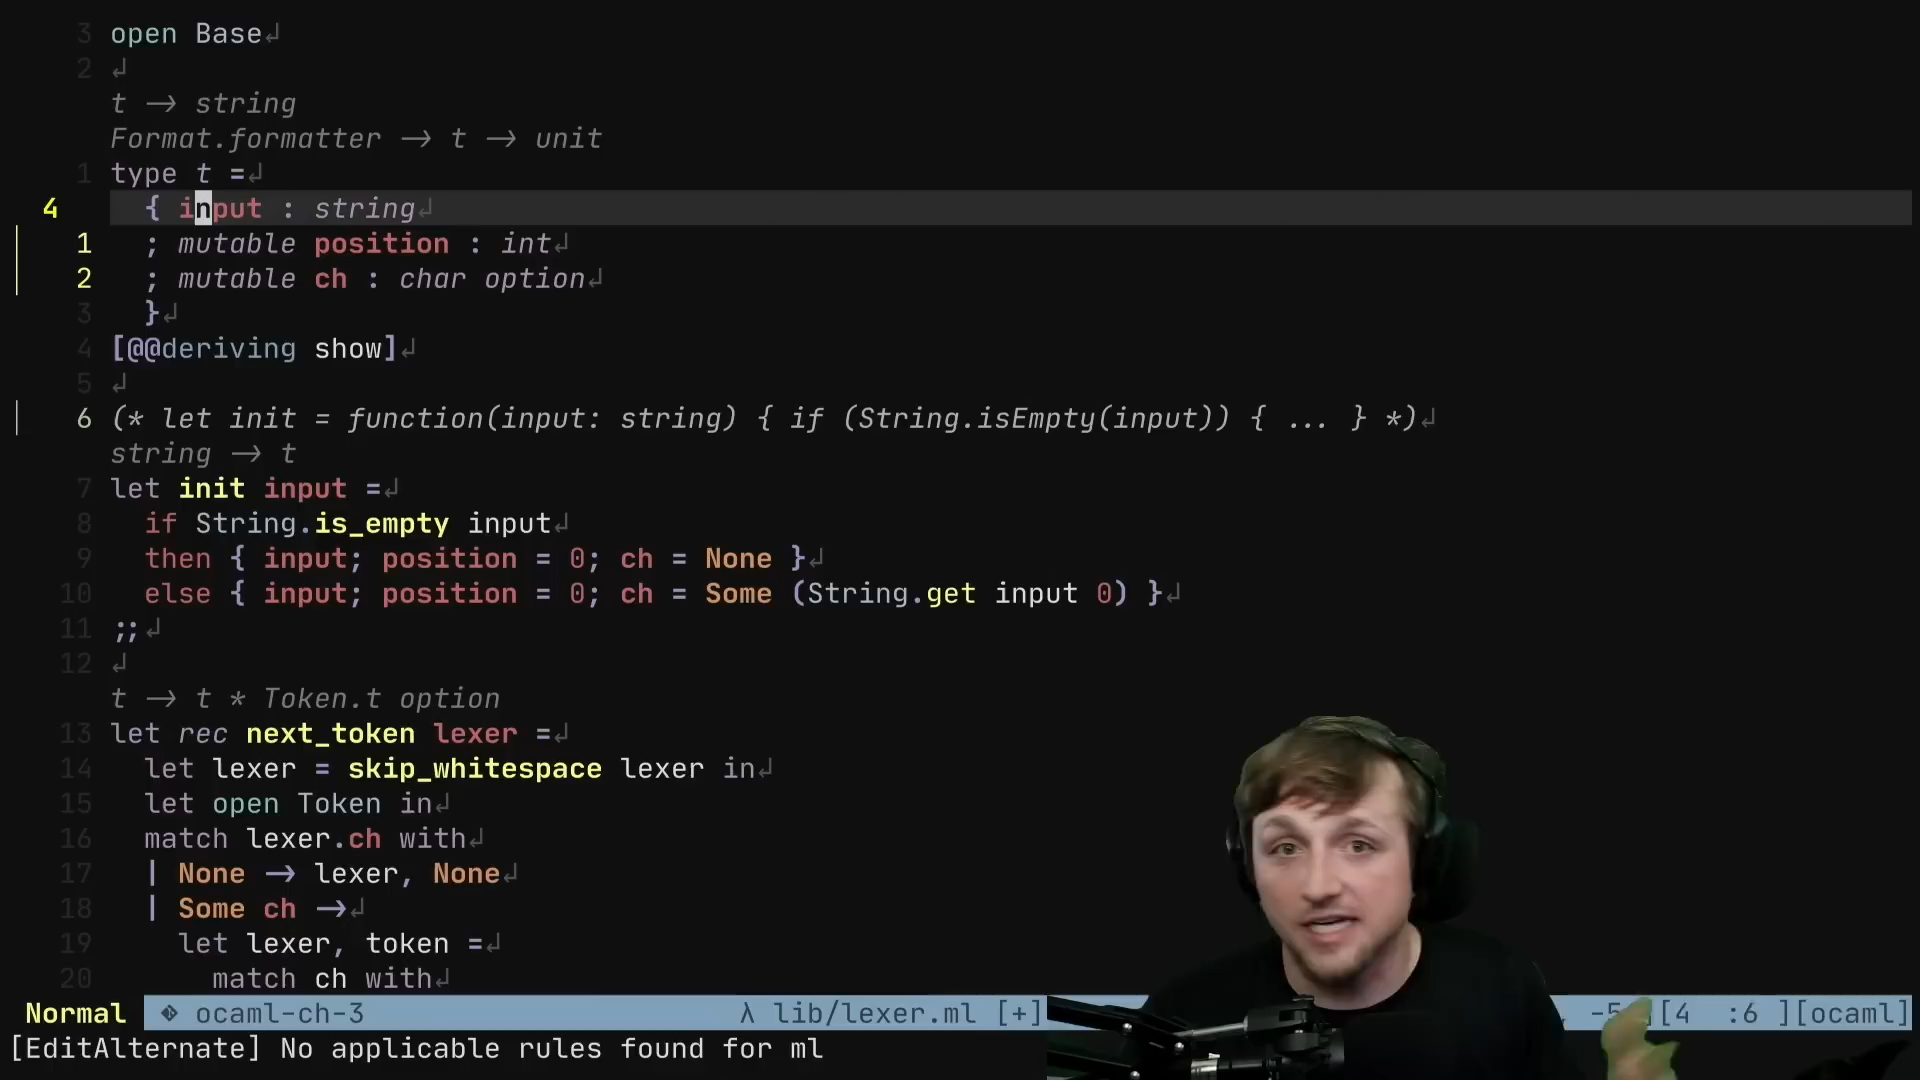 3 open Base↲
2 ↲
t -> string
Format.formatter -> t -> unit
1 type t =↲
4 { input : string↲
1 ; mutable position : int↲
2 ; mutable ch : char option↲
3 }↲
4 [@@deriving show]↲
5 ↲
6 (* let init = function(input: string) { if (String.isEmpty(input)) { ... } *)↲
string -> t
7 let init input =↲
8 if String.is_empty input↲
9 then { input; position = 0; ch = None }↲
10 else { input; position = 0; ch = Some (String.get input 0) }↲
11 ;;↲
12 ↲
t -> t * Token.t option
13 let rec next_token lexer =↲
14 let lexer = skip_whitespace lexer in↲
15 let open Token in↲
16 match lexer.ch with↲
17 | None -> lexer, None↲
18 | Some ch ->↲
19 let lexer, token =↲
20 match ch with↲
Normal ocaml-ch-3 λ lib/lexer.ml [+] [4 :6 ][ocaml]
[EditAlternate] No applicable rules found for ml